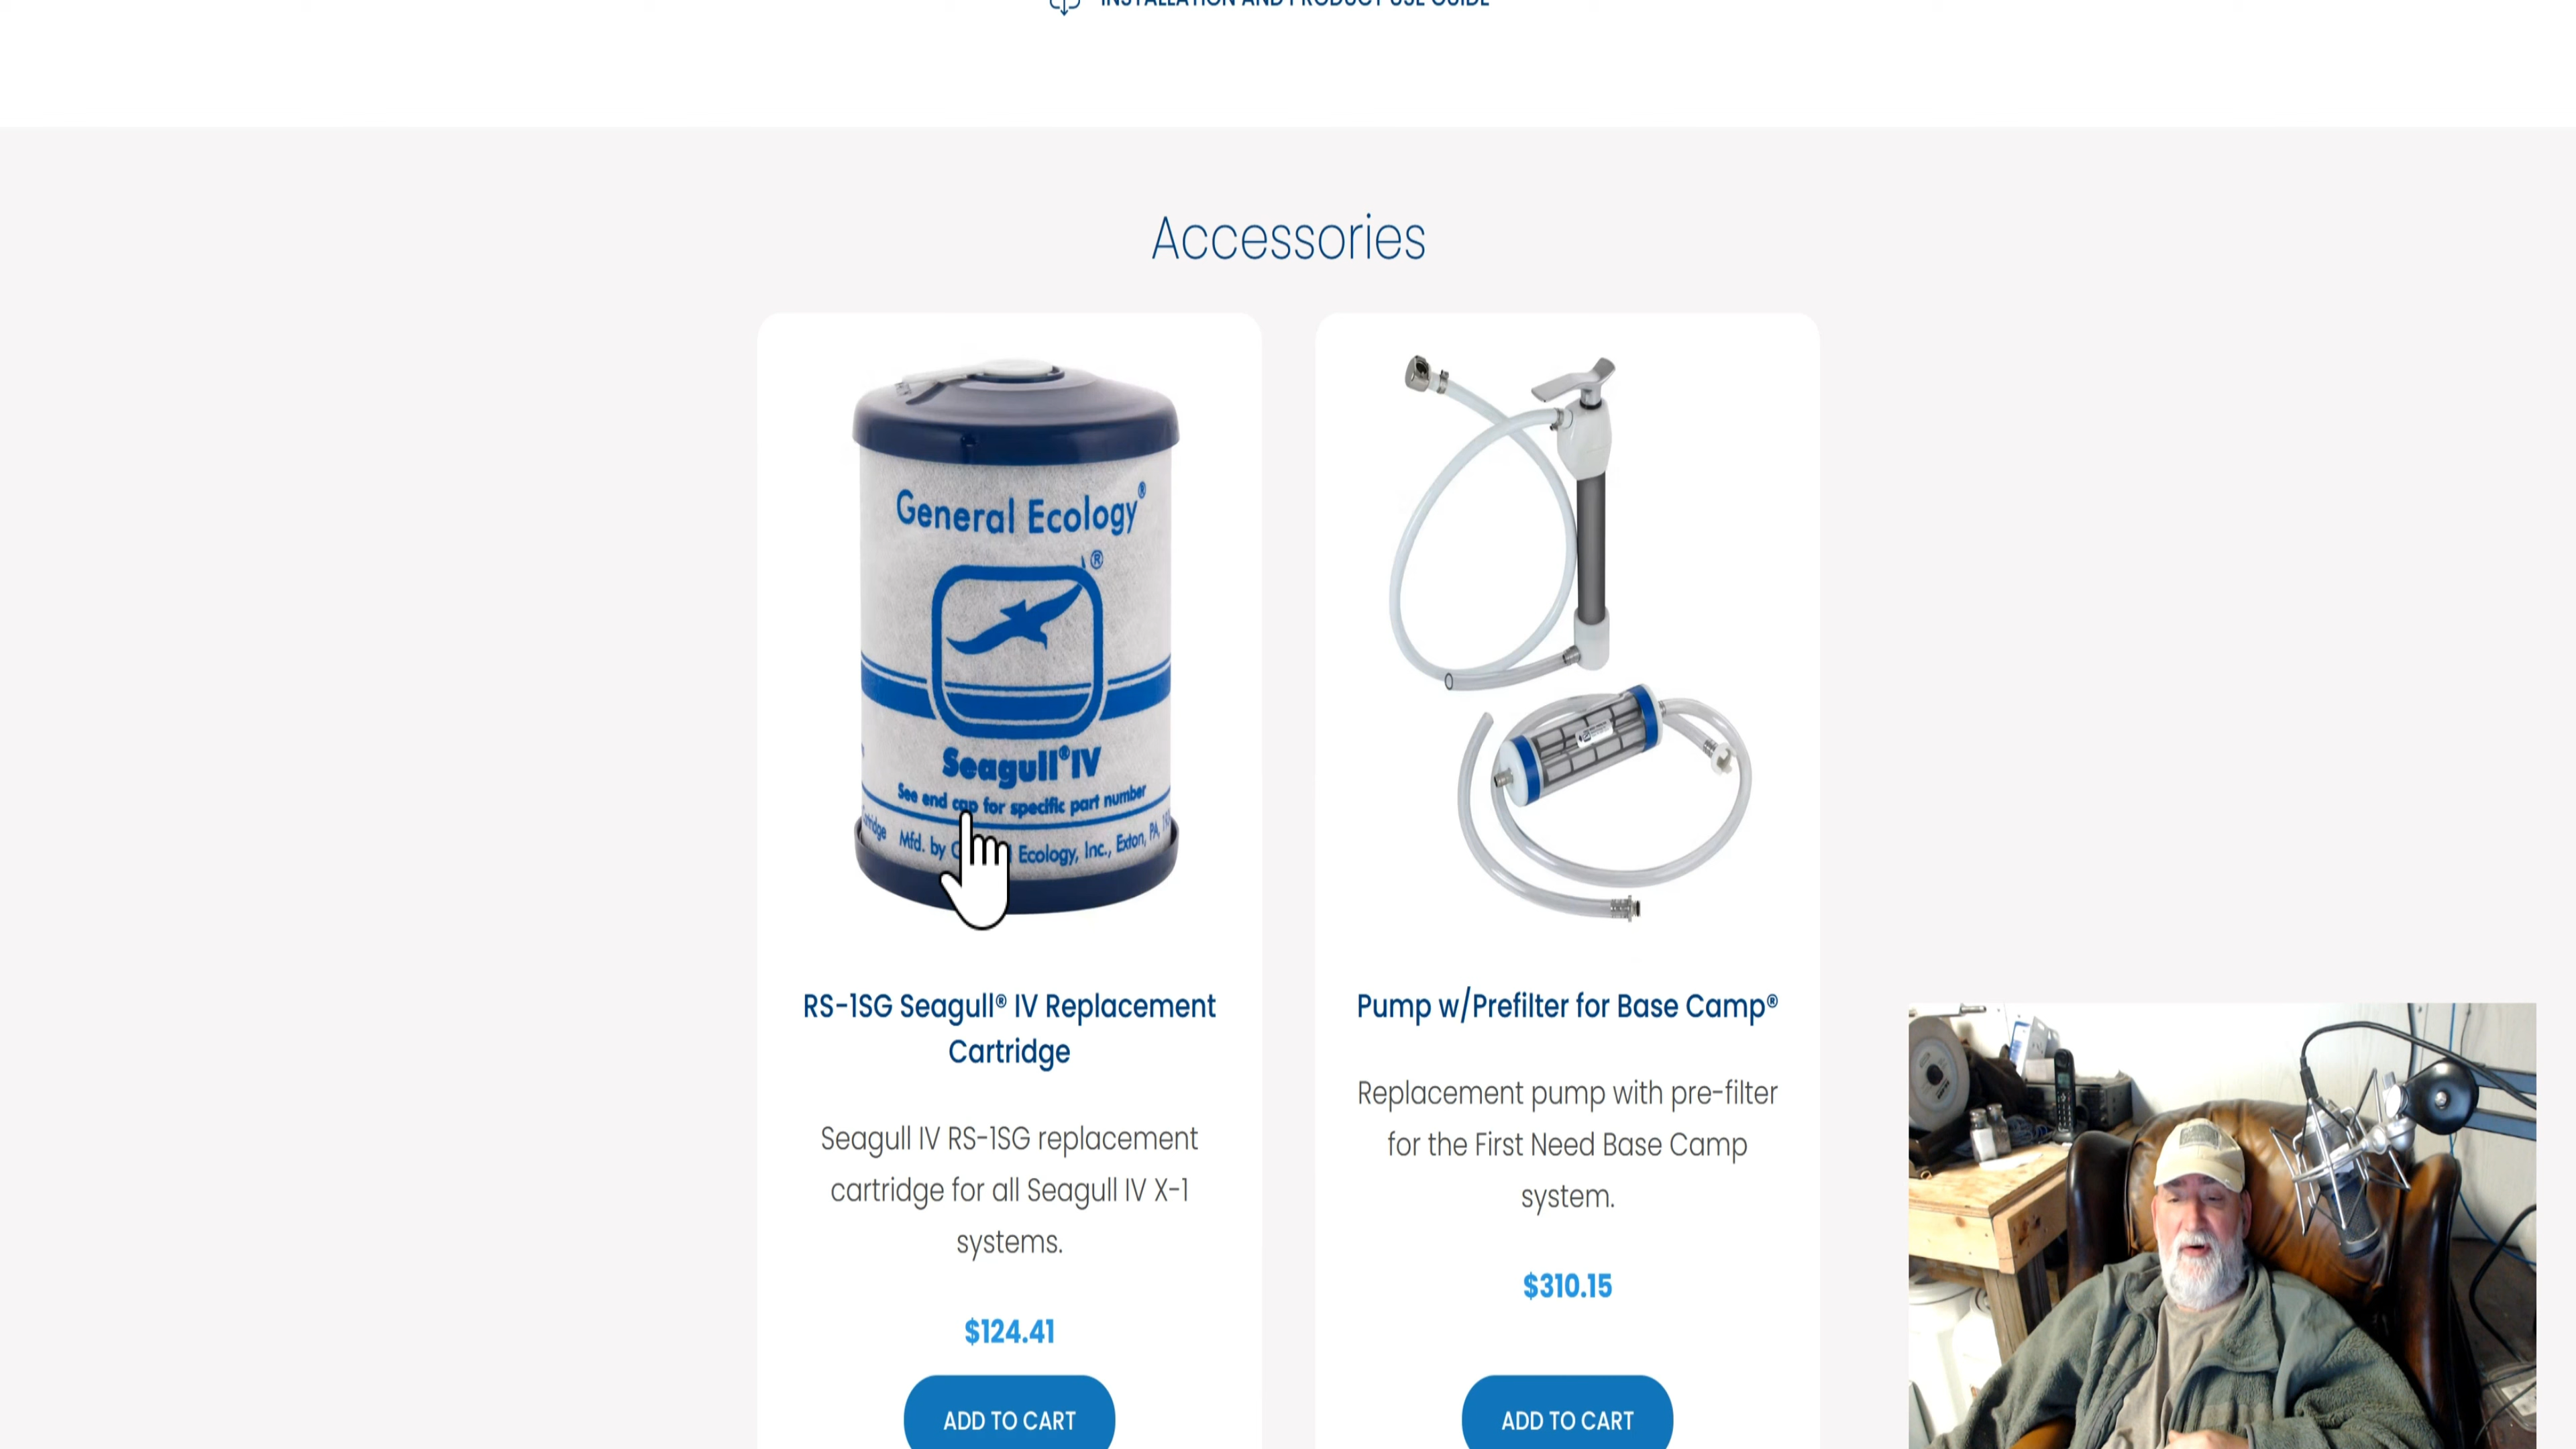 INSTALLATION AND PRODUCT USE GUIDE
Accessories
General Ecology®
®
Seagull®IV
See end cap for specific part number
Mfd. by Ecology, Inc., Exton, PA,
RS-1SG Seagull® IV Replacement
Cartridge
Seagull IV RS-1SG replacement
cartridge for all Seagull IV X-1
systems.
$124.41
ADD TO CART
Pump w/Prefilter for Base Camp®
Replacement pump with pre-filter
for the First Need Base Camp
system.
$310.15
ADD TO CART